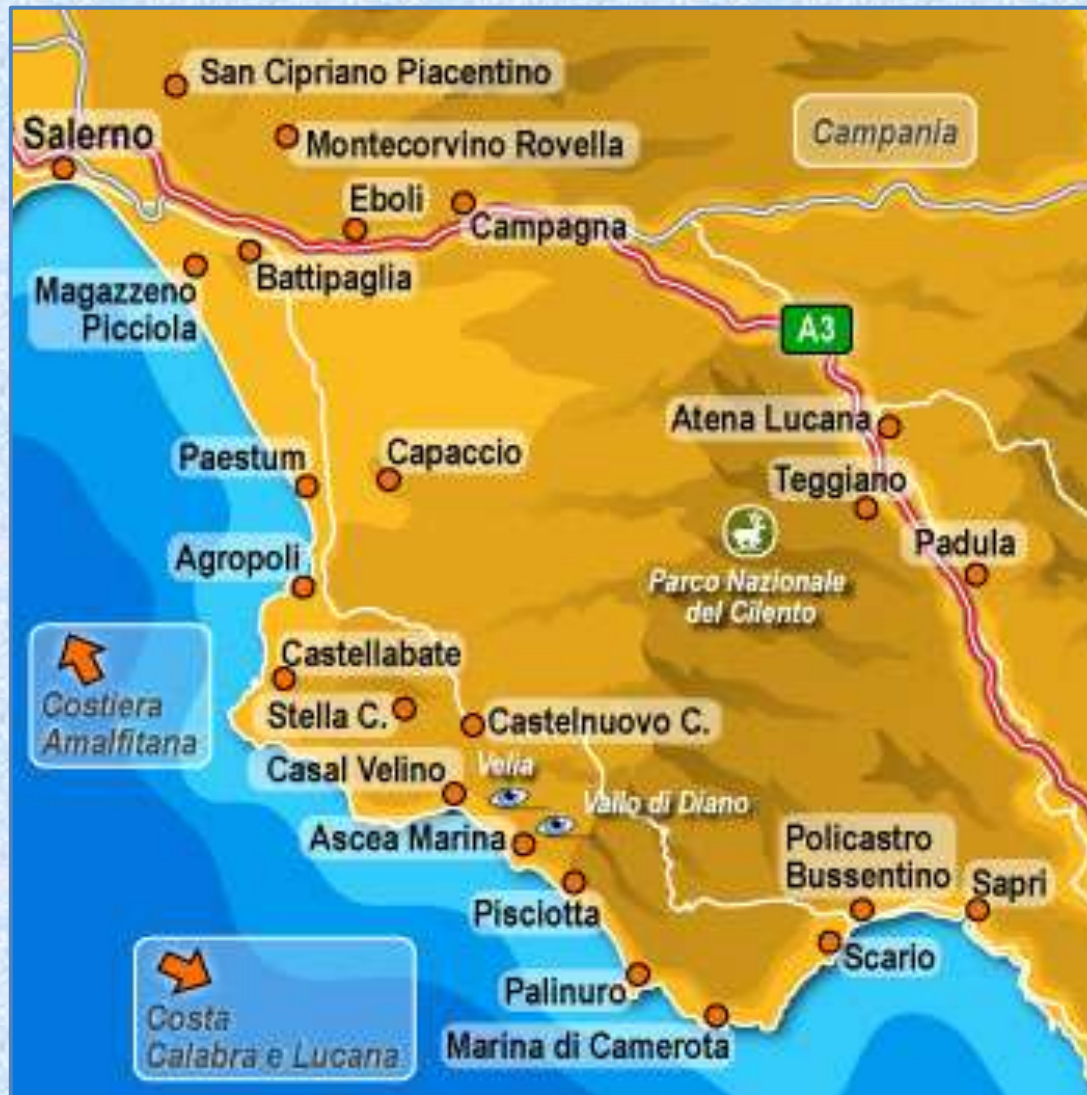 San Cipriano Piacentino
Salerno
Montecorvino Rovella
Campania
Eboli
Campagna
Battipaglia
Magazzeno
Picciola
A3
Atena Lucana
Paestum
Capaccio
Teggiano
Agropoli
Padula
Parco Nazionale
del Cilento
Castellabate
Costiera
Amalfitana
Stella C.
Castelnuovo C.
Casal Velino
Velia
Vallo di Diano
Ascea Marina
Policastro
Bussentino
Sapri
Pisciotta
Scario
Palinuro
Costa
Calabra e Lucana
Marina di Camerota